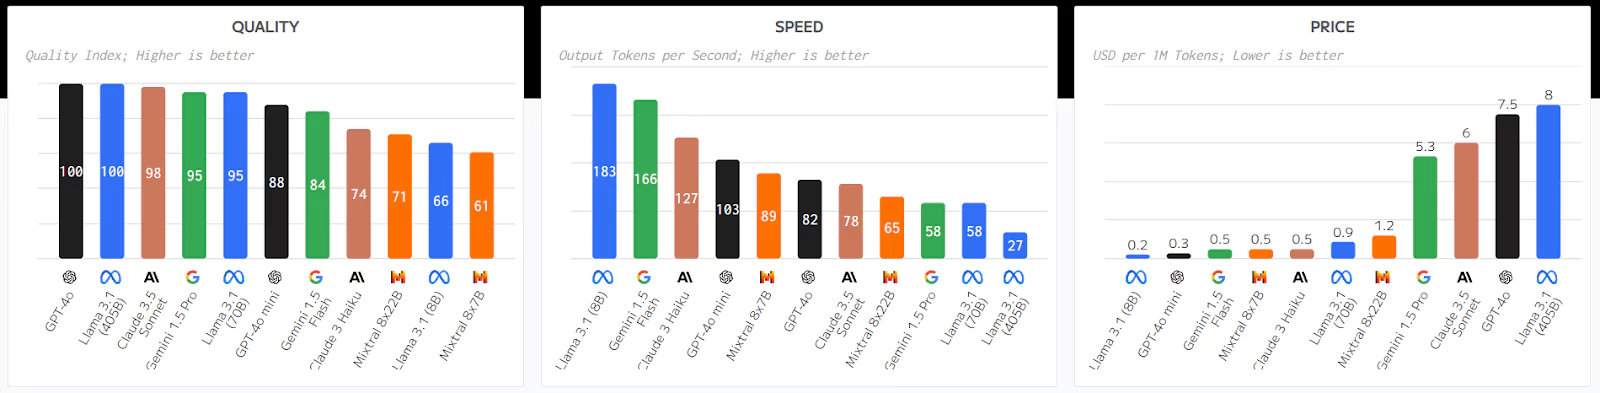 QUALITY
Quality Index; Higher is better
100
100
98
95
95
88
84
74
71
66
61
GPT-4o
Llama 3.1
(405B)
Claude 3.5
Sonnet
Gemini 1.5 Pro
Llama 3.1
(70B)
GPT-4o mini
Gemini 1.5
Flash
Claude 3 Haiku
Mixtral 8x22B
Llama 3.1 (8B)
Mixtral 8x7B
SPEED
Output Tokens per Second; Higher is better
183
166
127
103
89
82
78
65
58
58
27
Llama 3.1 (8B)
Gemini 1.5
Flash
Claude 3 Haiku
GPT-4o mini
Mixtral 8x7B
GPT-4o
Claude 3.5
Sonnet
Mixtral 8x22B
Gemini 1.5 Pro
Llama 3.1
(70B)
Llama 3.1
(405B)
PRICE
USD per 1M Tokens; Lower is better
0.2
0.3
0.5
0.5
0.5
0.9
1.2
5.3
6
7.5
8
Llama 3.1 (8B)
GPT-4o mini
Gemini 1.5
Flash
Mixtral 8x7B
Claude 3 Haiku
Llama 3.1
(70B)
Mixtral 8x22B
Gemini 1.5 Pro
Claude 3.5
Sonnet
GPT-4o
Llama 3.1
(405B)